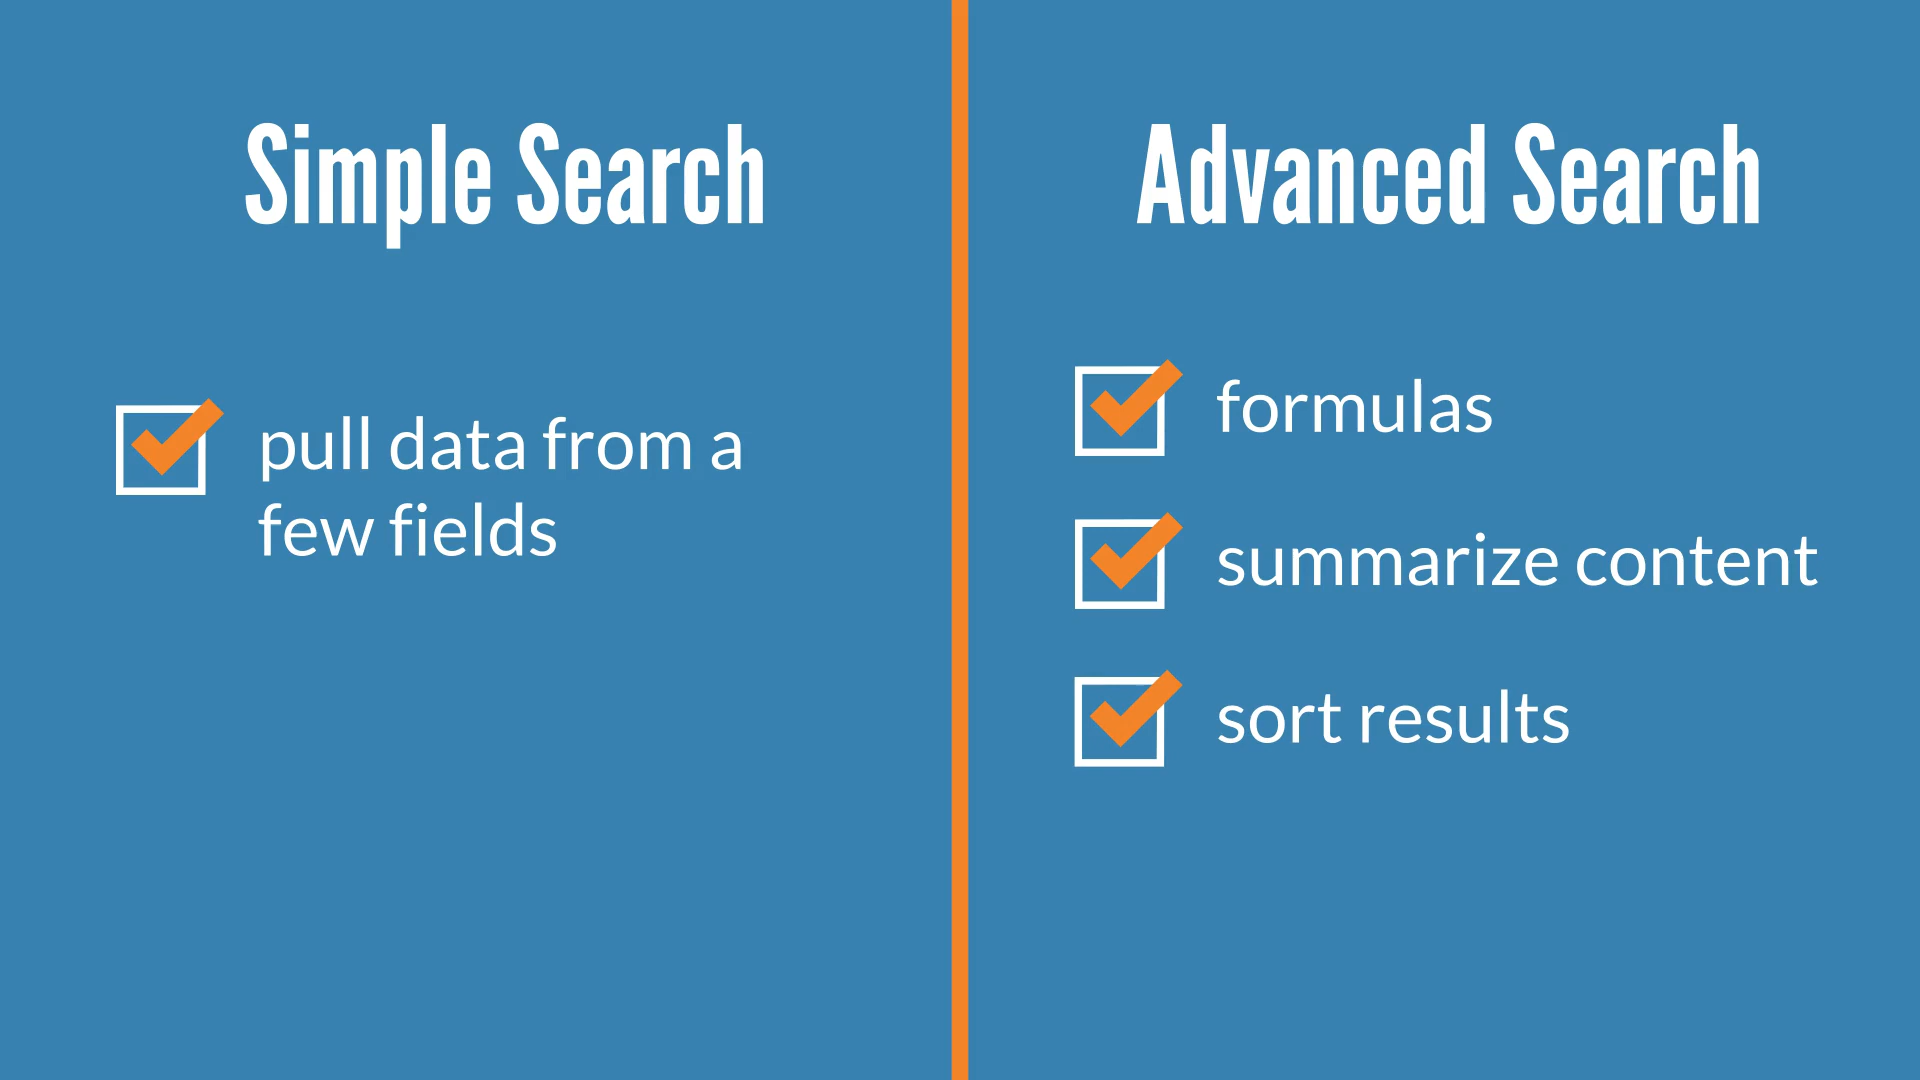 Simple Search
pull data from a
few fields
Advanced Search
formulas
summarize content
sort results